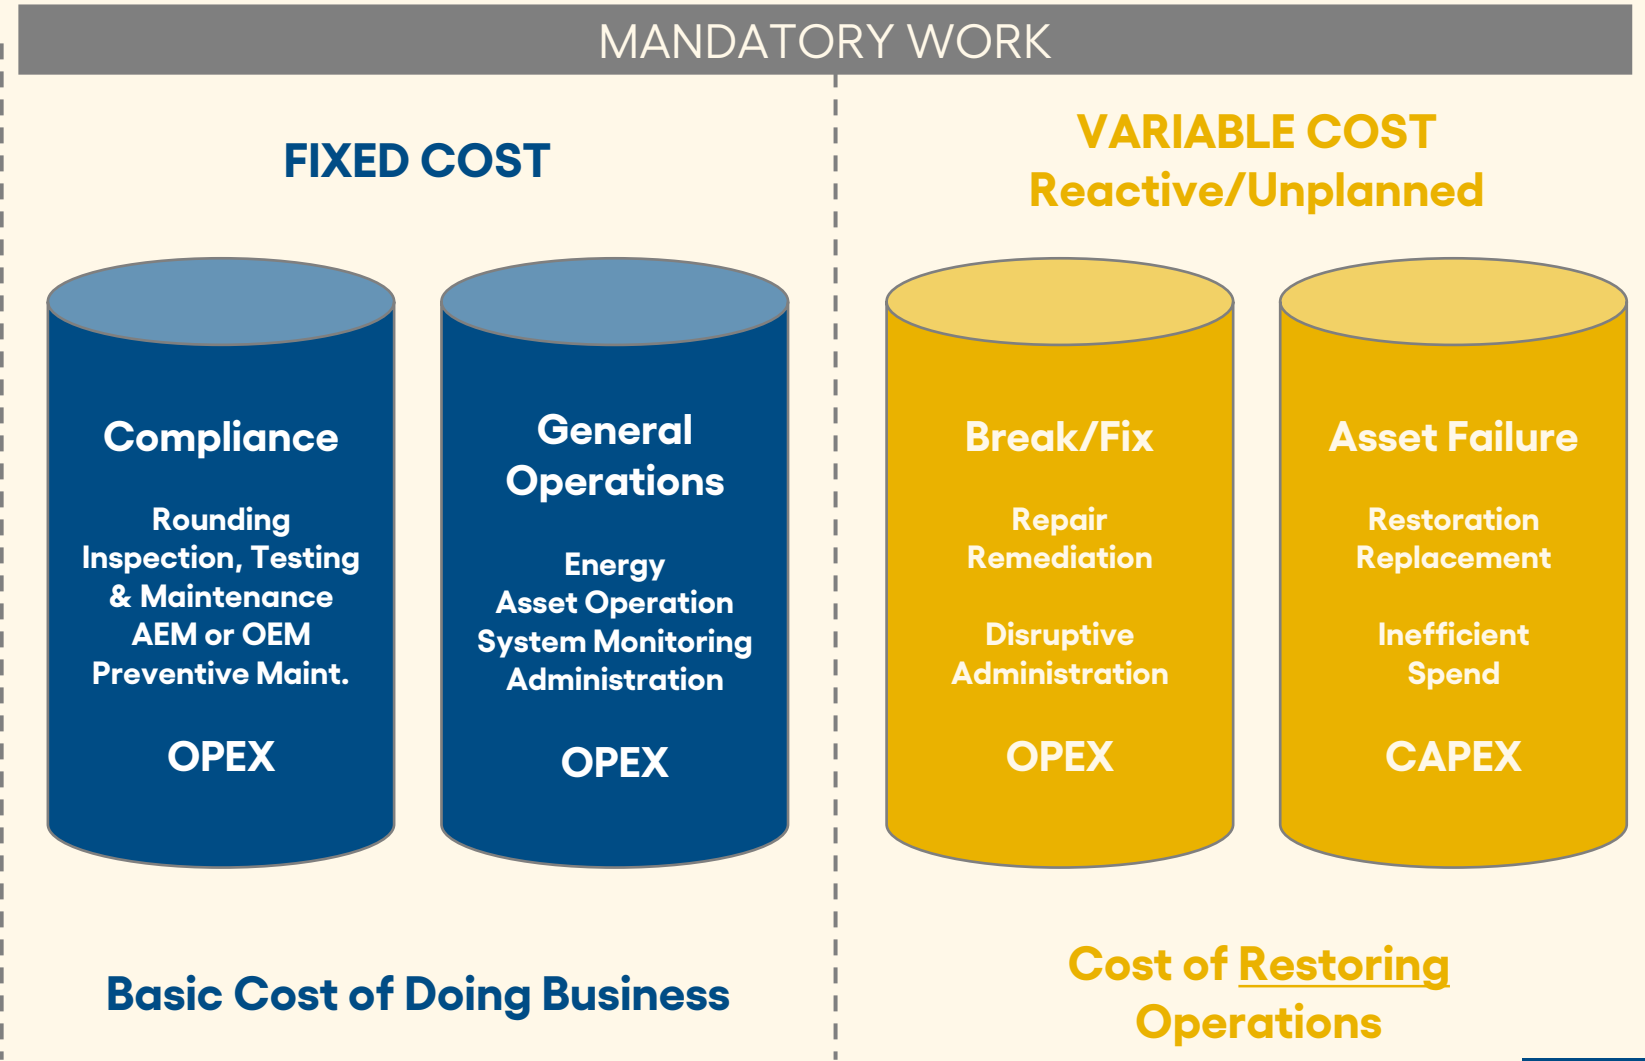 MANDATORY WORK
FIXED COST
Compliance
Rounding
Inspection, Testing
& Maintenance
AEM or OEM
Preventive Maint.
OPEX
General
Operations
Energy
Asset Operation
System Monitoring
Administration
OPEX
Basic Cost of Doing Business
VARIABLE COST
Reactive/Unplanned
Break/Fix
Repair
Remediation
Disruptive
Administration
OPEX
Asset Failure
Restoration
Replacement
Inefficient
Spend
CAPEX
Cost of Restoring
Operations